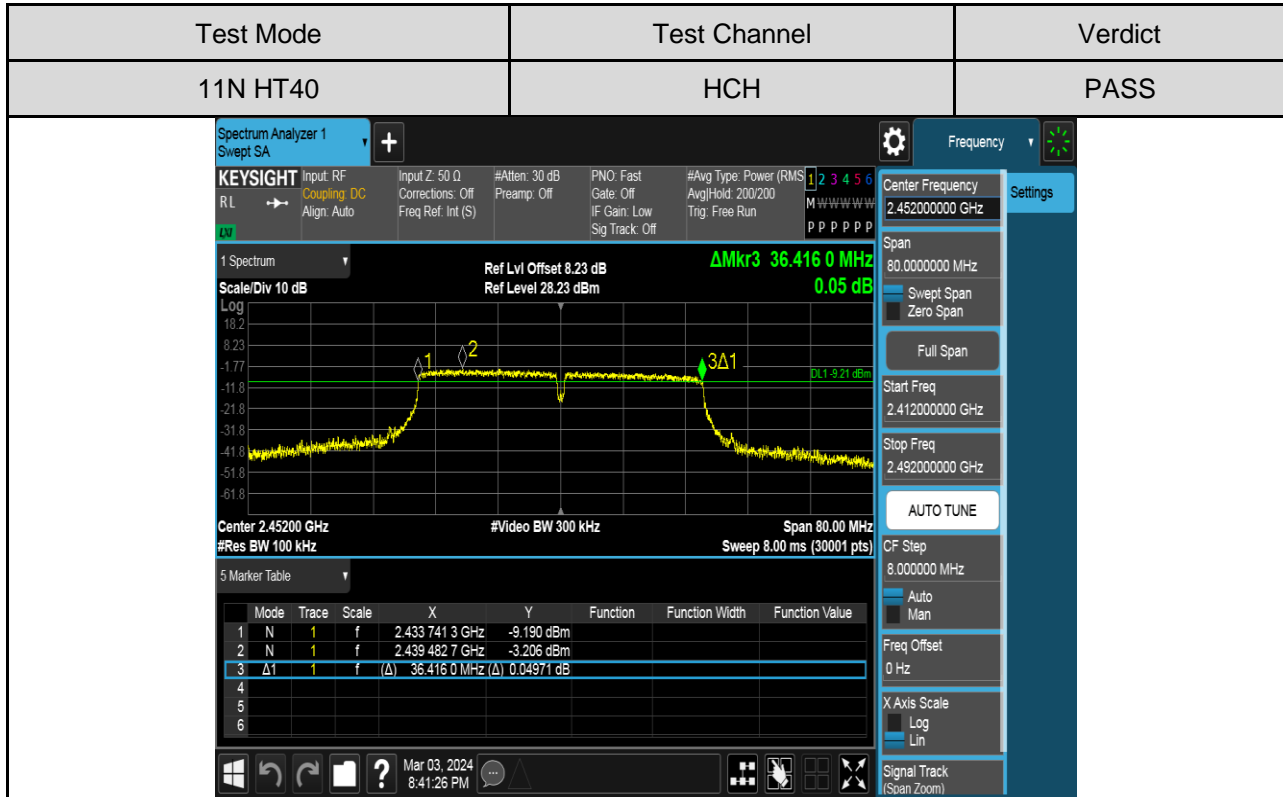 Test Mode Test Channel Verdict
11N HT40 HCH PASS
Spectrum Analyzer 1
Swept SA
+
Frequency
KEYSIGHT
RL
LXI
Input: RF
Coupling: DC
Align: Auto
Input Z: 50 Ω
Corrections: Off
Freq Ref: Int (S)
#Atten: 30 dB
Preamp: Off
PNO: Fast
Gate: Off
IF Gain: Low
Sig Track: Off
#Avg Type: Power (RMS
Avg|Hold: 200/200
Trig: Free Run
1 2 3 4 5 6
M W W W W W
P P P P P P
1 Spectrum
Scale/Div 10 dB
Ref Lvl Offset 8.23 dB
Ref Level 28.23 dBm
ΔMkr3 36.416 0 MHz
0.05 dB
Log
18.2
8.23
-1.77
-11.8
-21.8
-31.8
-41.8
-51.8
-61.8
1
2
3Δ1
DL1 -9.21 dBm
Center 2.45200 GHz #Video BW 300 kHz Span 80.00 MHz
#Res BW 100 kHz Sweep 8.00 ms (30001 pts)
5 Marker Table
Mode Trace Scale X Y Function Function Width Function Value
1 N 1 f 2.433 741 3 GHz -9.190 dBm
2 N 1 f 2.439 482 7 GHz -3.206 dBm
3 Δ1 1 f (Δ) 36.416 0 MHz (Δ) 0.04971 dB
4
5
6
Mar 03, 2024
8:41:26 PM
?
Settings
Center Frequency
2.452000000 GHz
Span
80.0000000 MHz
Swept Span
Zero Span
Full Span
Start Freq
2.412000000 GHz
Stop Freq
2.492000000 GHz
AUTO TUNE
CF Step
8.000000 MHz
Auto
Man
Freq Offset
0 Hz
X Axis Scale
Log
Lin
Signal Track
(Span Zoom)